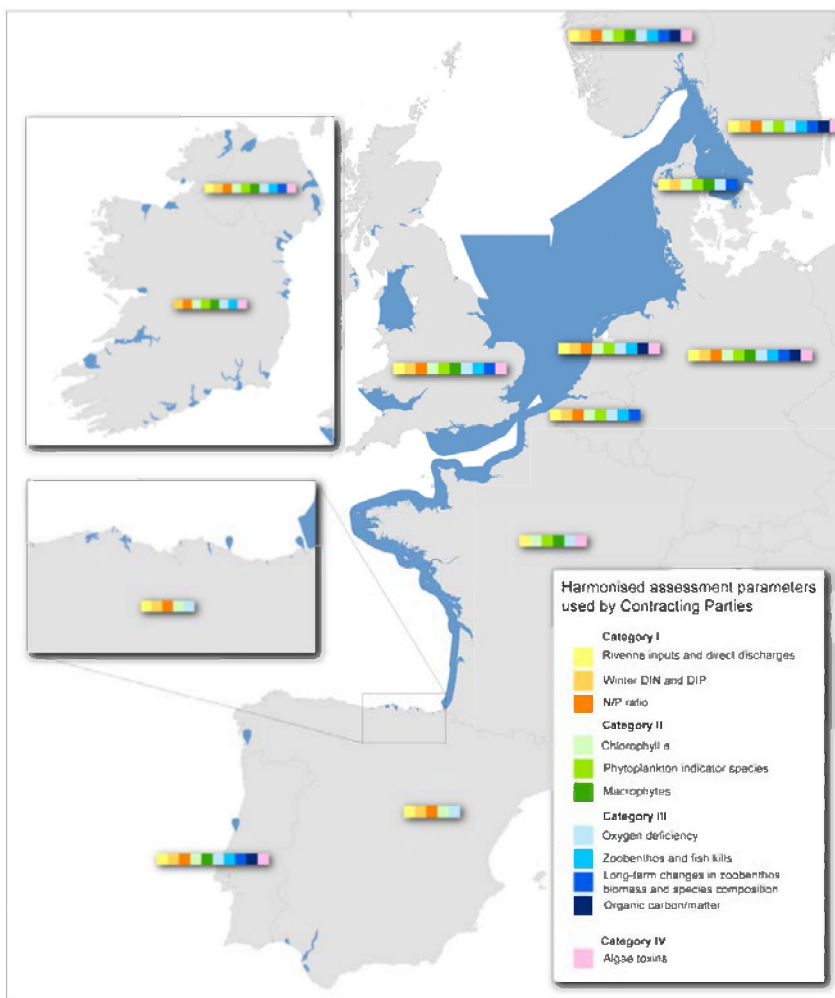 Harmonised assessment parameters
used by Contracting Parties
Category I
Riverine inputs and direct discharges
Winter DIN and DIP
N/P ratio
Category II
Chlorophyll a
Phytoplankton indicator species
Macrophytes
Category III
Oxygen deficiency
Zoobenthos and fish kills
Long-term changes in zoobenthos
biomass and species composition
Organic carbon/matter
Category IV
Algae toxins